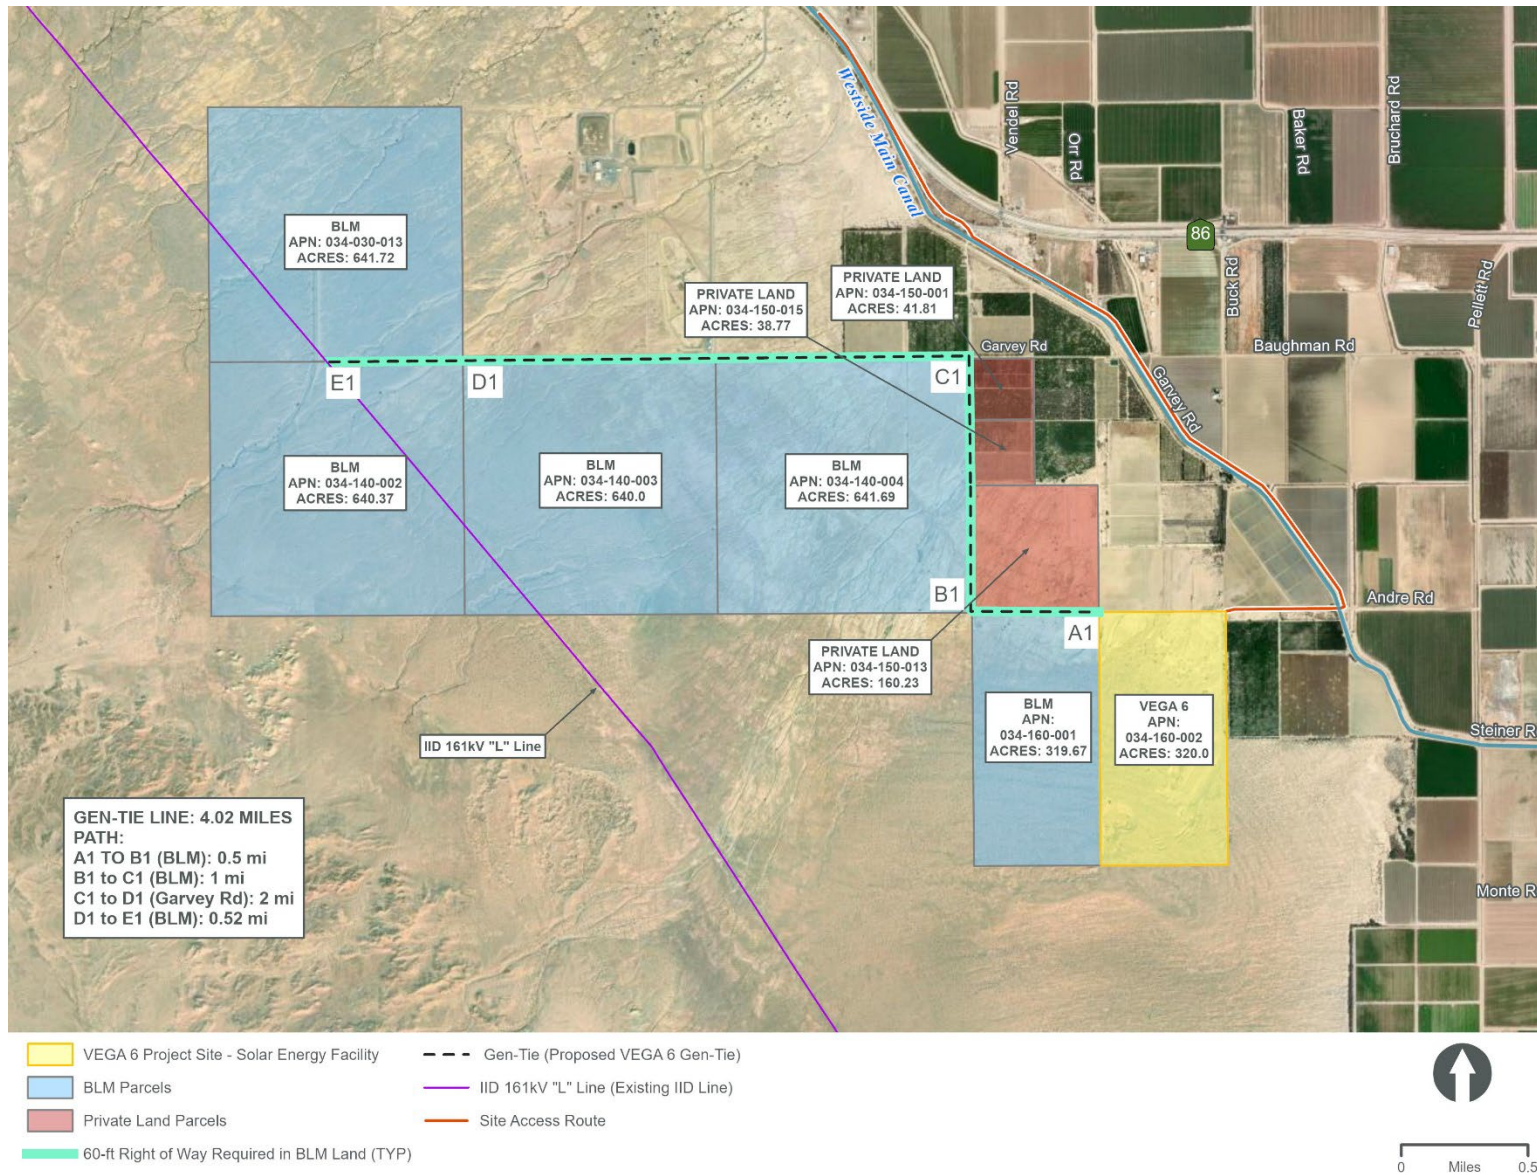 Westside Main Canal
Vendel Rd
Orr Rd
Baker Rd
Bruchard Rd
86
Buck Rd
Pellett Rd
BLM
APN: 034-030-013
ACRES: 641.72
PRIVATE LAND
APN: 034-150-015
ACRES: 38.77
PRIVATE LAND
APN: 034-150-001
ACRES: 41.81
Garvey Rd
Baughman Rd
Garvey Rd
E1
D1
C1
BLM
APN: 034-140-002
ACRES: 640.37
BLM
APN: 034-140-003
ACRES: 640.0
BLM
APN: 034-140-004
ACRES: 641.69
B1
A1
Andre Rd
PRIVATE LAND
APN: 034-150-013
ACRES: 160.23
BLM
APN:
034-160-001
ACRES: 319.67
VEGA 6
APN:
034-160-002
ACRES: 320.0
Steiner R
IID 161kV "L" Line
GEN-TIE LINE: 4.02 MILES
PATH:
A1 TO B1 (BLM): 0.5 mi
B1 to C1 (BLM): 1 mi
C1 to D1 (Garvey Rd): 2 mi
D1 to E1 (BLM): 0.52 mi
Monte R
VEGA 6 Project Site - Solar Energy Facility
BLM Parcels
Private Land Parcels
60-ft Right of Way Required in BLM Land (TYP)
Gen-Tie (Proposed VEGA 6 Gen-Tie)
IID 161kV "L" Line (Existing IID Line)
Site Access Route
0 Miles 0.5